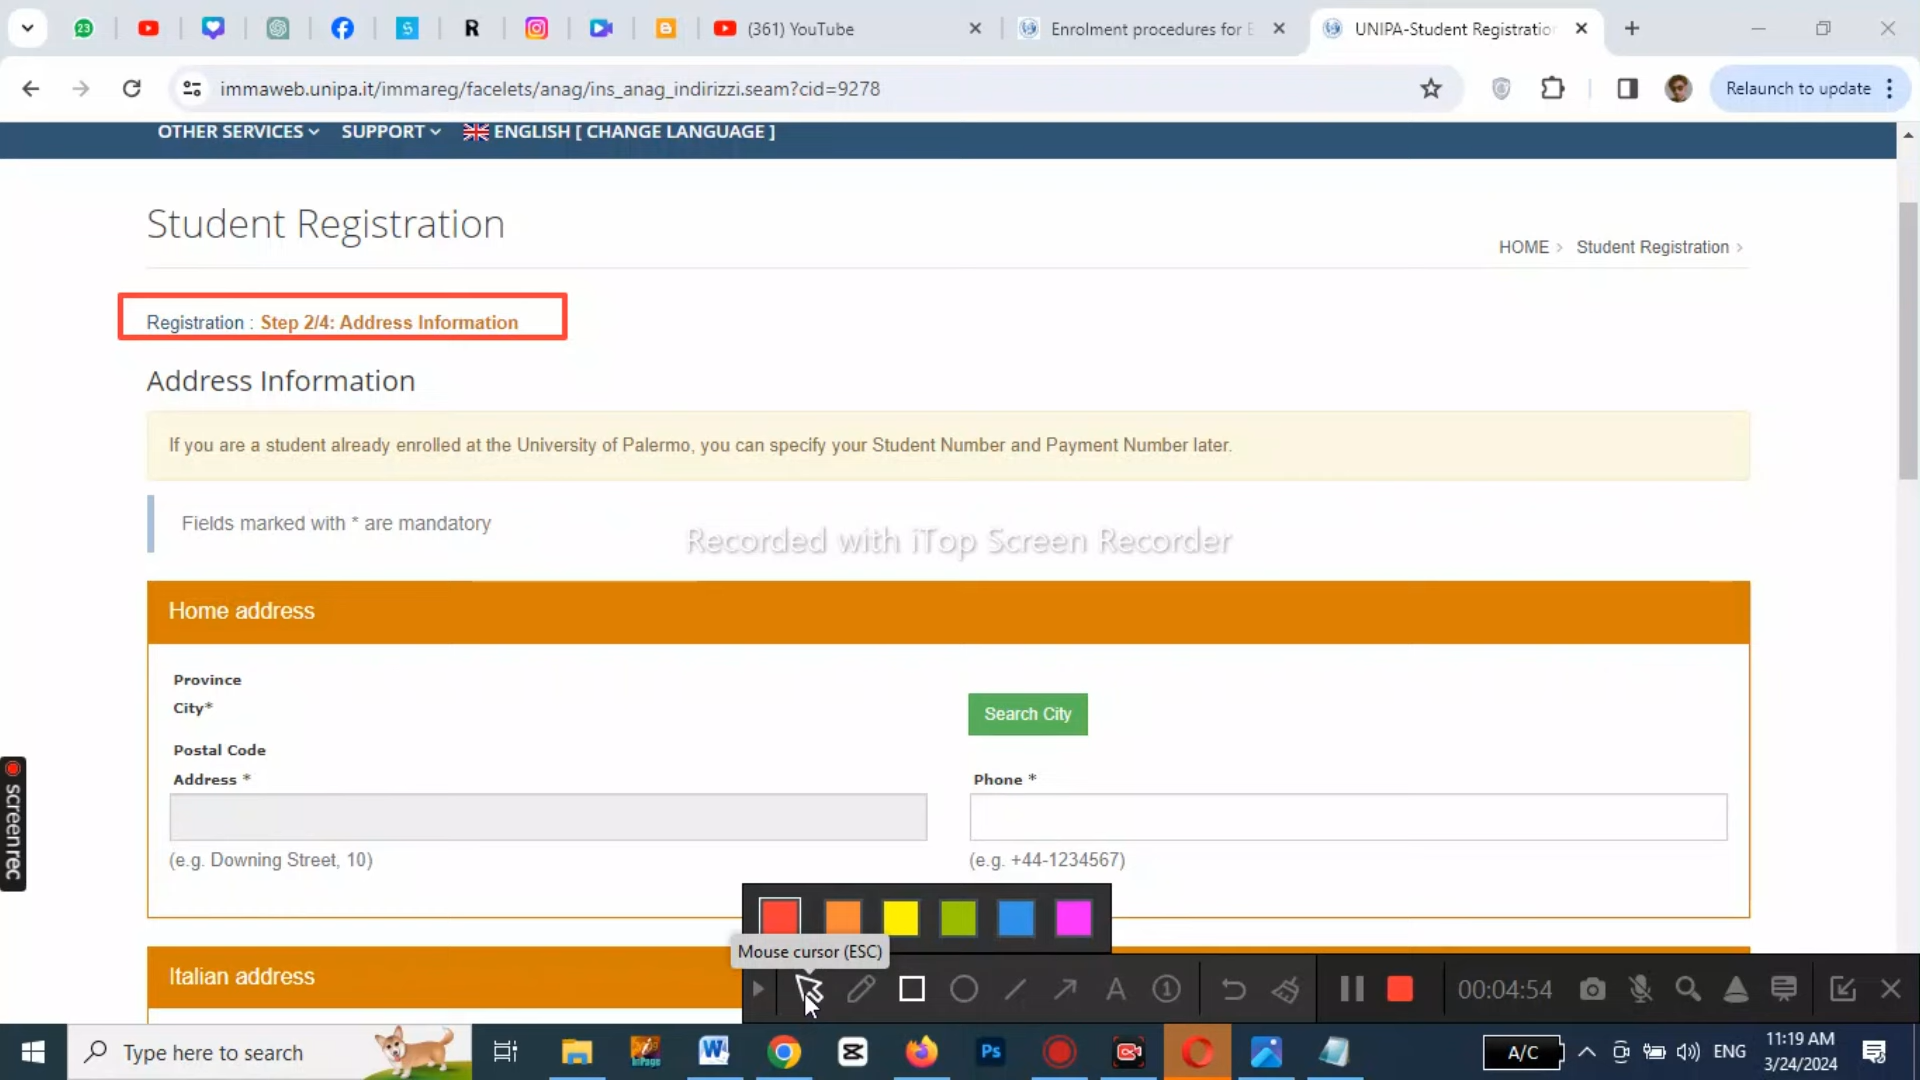 23
(361) YouTube
Enrolment procedures for E
UNIPA-Student Registration
immaweb.unipa.it/immareg/facelets/anag/ins_anag_indirizzi.seam?cid=9278
Relaunch to update
OTHER SERVICES SUPPORT ENGLISH [ CHANGE LANGUAGE ]
Student Registration
HOME > Student Registration >
Registration : Step 2/4: Address Information
Address Information
If you are a student already enrolled at the University of Palermo, you can specify your Student Number and Payment Number later.
Fields marked with * are mandatory
Recorded with iTop Screen Recorder
Home address
Province
City*
Search City
Postal Code
Address *
Phone *
(e.g. Downing Street, 10)
(e.g. +44-1234567)
screenrec
Mouse cursor (ESC)
Italian address
A
1
00:04:54
Type here to search
W
Ps
A/C
ENG
11:19 AM
3/24/2024